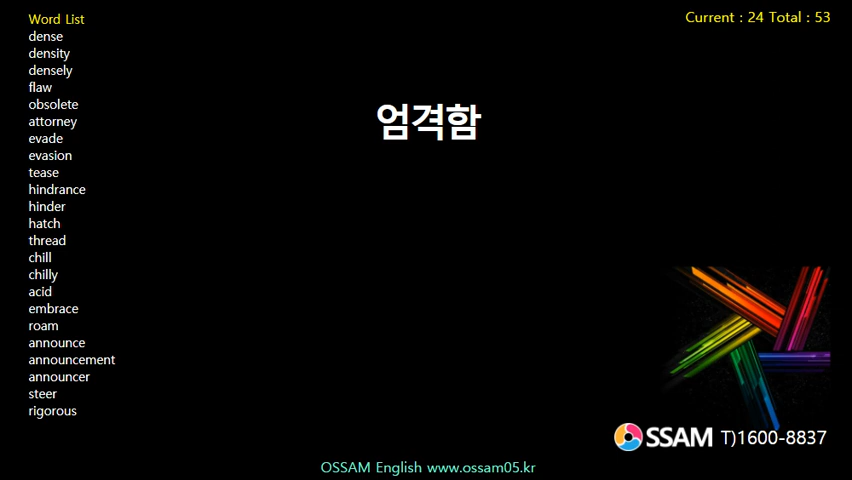 Word List
dense
density
densely
flaw
obsolete
attorney
evade
evasion
tease
hindrance
hinder
hatch
thread
chill
chilly
acid
embrace
roam
announce
announcement
announcer
steer
rigorous
Current : 24 Total : 53
엄격함
SSAM T)1600-8837
OSSAM English www.ossam05.kr